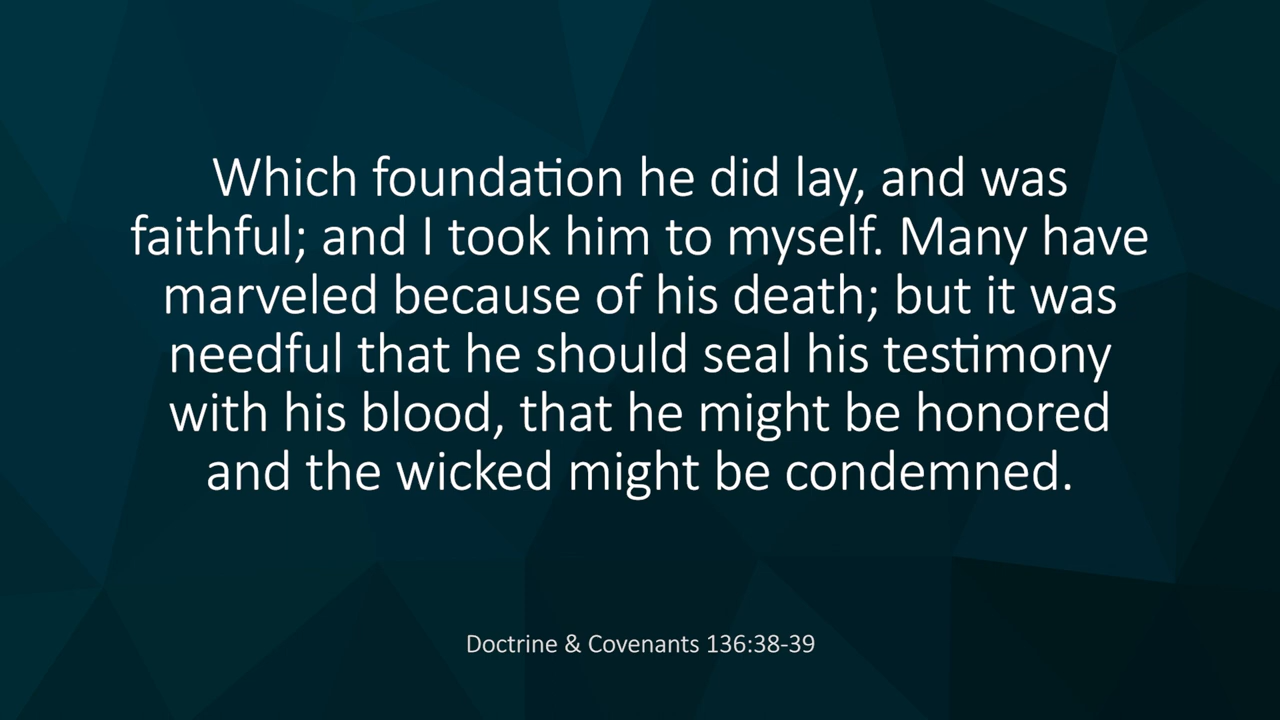 Which foundation he did lay, and was
faithful; and I took him to myself. Many have
marveled because of his death; but it was
needful that he should seal his testimony
with his blood, that he might be honored
and the wicked might be condemned.
Doctrine & Covenants 136:38-39